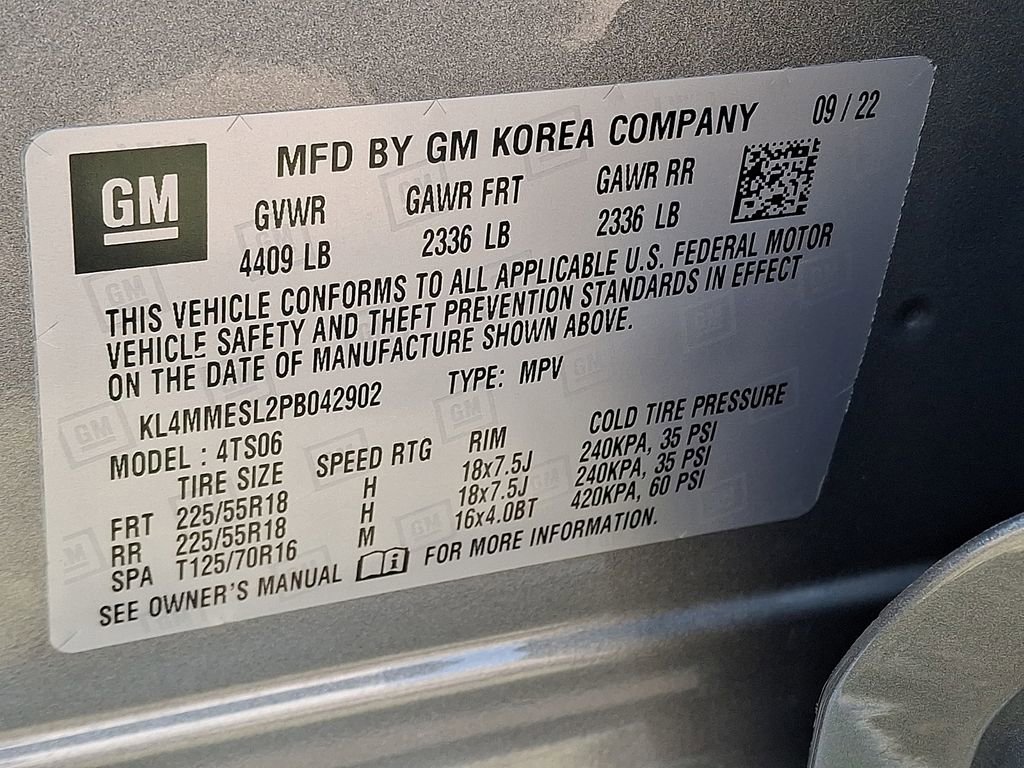 GM
MFD BY GM KOREA COMPANY 09/22
GVWR GAWR FRT GAWR RR
4409 LB 2336 LB 2336 LB
THIS VEHICLE CONFORMS TO ALL APPLICABLE U.S. FEDERAL MOTOR
VEHICLE SAFETY AND THEFT PREVENTION STANDARDS IN EFFECT
ON THE DATE OF MANUFACTURE SHOWN ABOVE.
KL4MMESL2PB042902 TYPE: MPV
MODEL : 4TS06
TIRE SIZE SPEED RTG RIM COLD TIRE PRESSURE
FRT 225/55R18 H 18x7.5J 240KPA, 35 PSI
RR 225/55R18 H 18x7.5J 240KPA, 35 PSI
SPA T125/70R16 M 16x4.0BT 420KPA, 60 PSI
SEE OWNER'S MANUAL i FOR MORE INFORMATION.